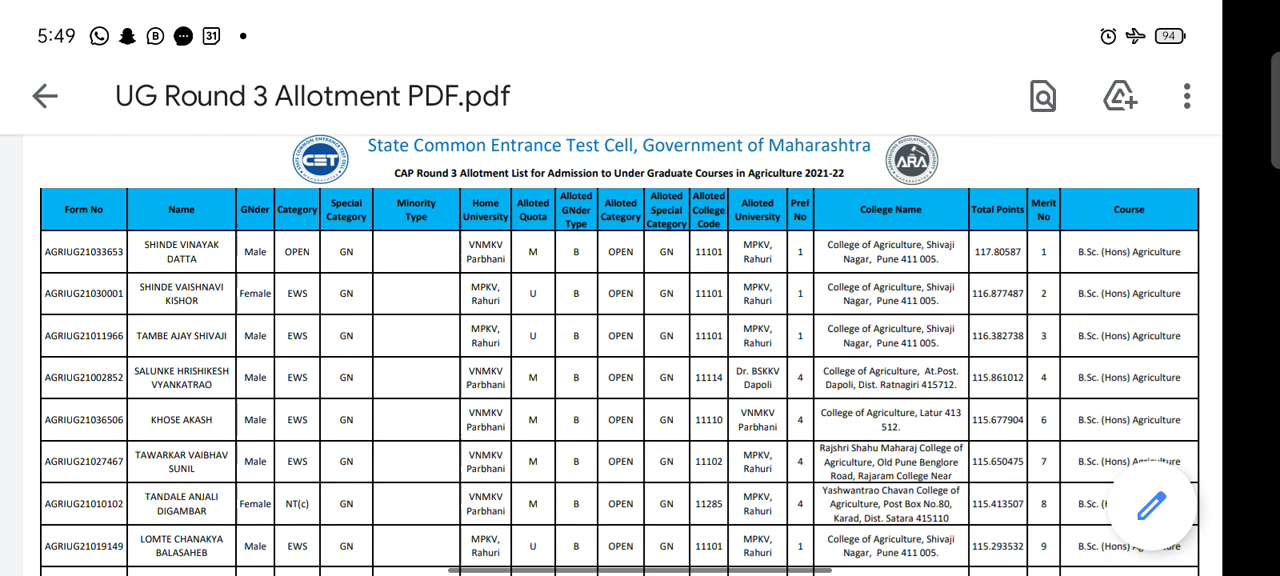 5:49 31 94
UG Round 3 Allotment PDF.pdf
CET State Common Entrance Test Cell, Government of Maharashtra ARA
CAP Round 3 Allotment List for Admission to Under Graduate Courses in Agriculture 2021-22
Form No Name GNder Category Special Category Minority Type Home University Alloted Quota Alloted GNder Type Alloted Category Alloted Special Category Alloted College Code Alloted University Pref No College Name Total Points Merit No Course
AGRIUG21033653 SHINDE VINAYAK DATTA Male OPEN GN VNMKV Parbhani M B OPEN GN 11101 MPKV, Rahuri 1 College of Agriculture, Shivaji Nagar, Pune 411 005. 117.80587 1 B.Sc. (Hons) Agriculture
AGRIUG21030001 SHINDE VAISHNAVI KISHOR Female EWS GN MPKV, Rahuri U B OPEN GN 11101 MPKV, Rahuri 1 College of Agriculture, Shivaji Nagar, Pune 411 005. 116.877487 2 B.Sc. (Hons) Agriculture
AGRIUG21011966 TAMBE AJAY SHIVAJI Male EWS GN MPKV, Rahuri U B OPEN GN 11101 MPKV, Rahuri 1 College of Agriculture, Shivaji Nagar, Pune 411 005. 116.382738 3 B.Sc. (Hons) Agriculture
AGRIUG21002852 SALUNKE HRISHIKESH VYANKATRAO Male EWS GN VNMKV Parbhani M B OPEN GN 11114 Dr. BSKKV Dapoli 4 College of Agriculture, At.Post. Dapoli, Dist. Ratnagiri 415712. 115.861012 4 B.Sc. (Hons) Agriculture
AGRIUG21036506 KHOSE AKASH Male EWS GN VNMKV Parbhani M B OPEN GN 11110 VNMKV Parbhani 4 College of Agriculture, Latur 413 512. 115.677904 6 B.Sc. (Hons) Agriculture
AGRIUG21027467 TAWARKAR VAIBHAV SUNIL Male EWS GN VNMKV Parbhani M B OPEN GN 11102 MPKV, Rahuri 4 Rajshri Shahu Maharaj College of Agriculture, Old Pune Benglore Road, Rajaram College Near 115.650475 7 B.Sc. (Hons) Agriculture
AGRIUG21010102 TANDALE ANJALI DIGAMBAR Female NT(c) GN VNMKV Parbhani M B OPEN GN 11285 MPKV, Rahuri 4 Yashwantrao Chavan College of Agriculture, Post Box No.80, Karad, Dist. Satara 415110 115.413507 8 B.Sc. (Hons)
AGRIUG21019149 LOMTE CHANAKYA BALASAHEB Male EWS GN MPKV, Rahuri U B OPEN GN 11101 MPKV, Rahuri 1 College of Agriculture, Shivaji Nagar, Pune 411 005. 115.293532 9 B.Sc. (Hons)